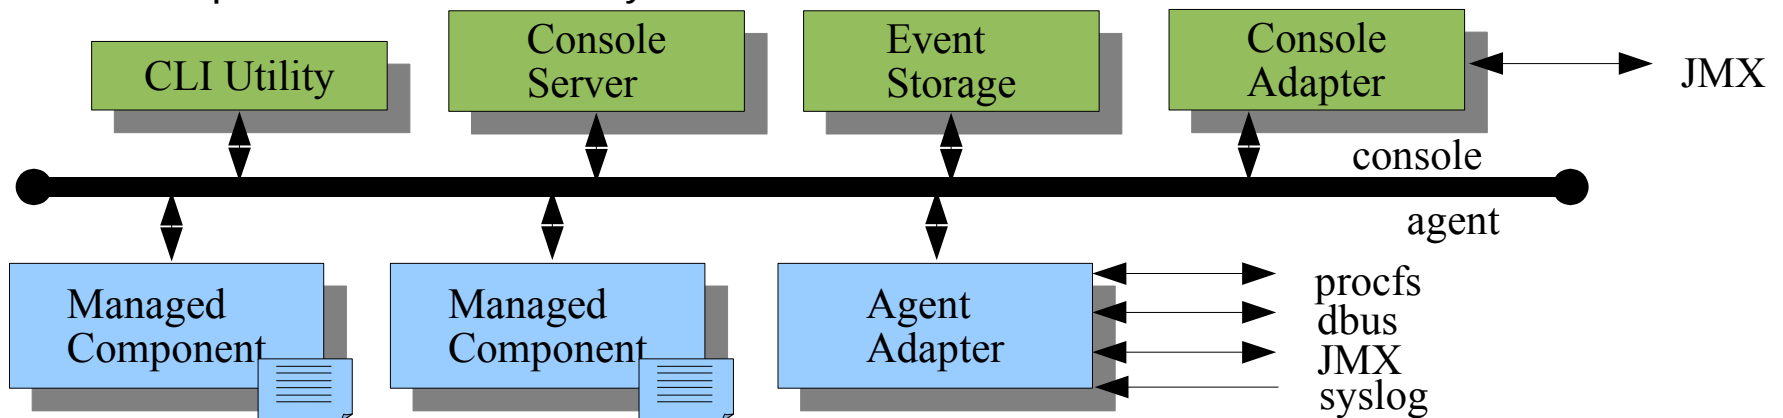 CLI Utility
Console
Server
Event
Storage
Console
Adapter
JMX
console
agent
Managed
Component
Managed
Component
Agent
Adapter
procfs
dbus
JMX
syslog